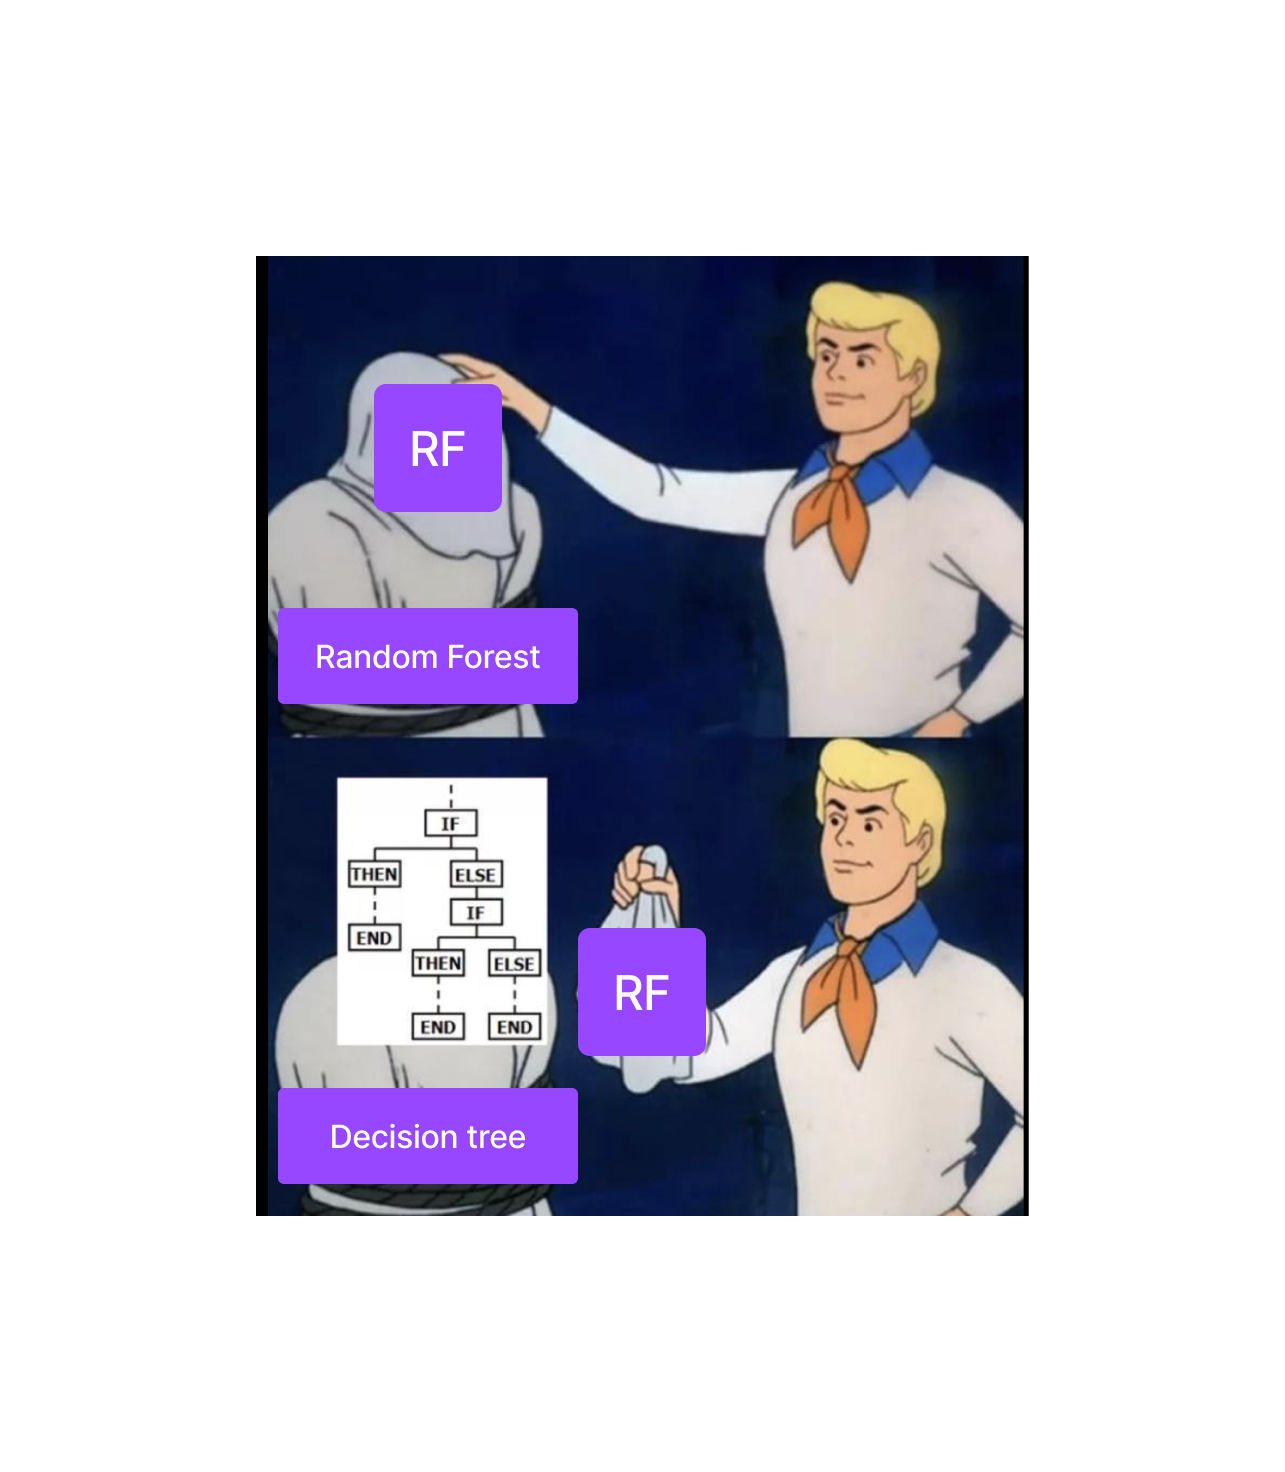 RF
Random Forest
IF
THEN ELSE
IF
END
THEN ELSE
END END
RF
Decision tree